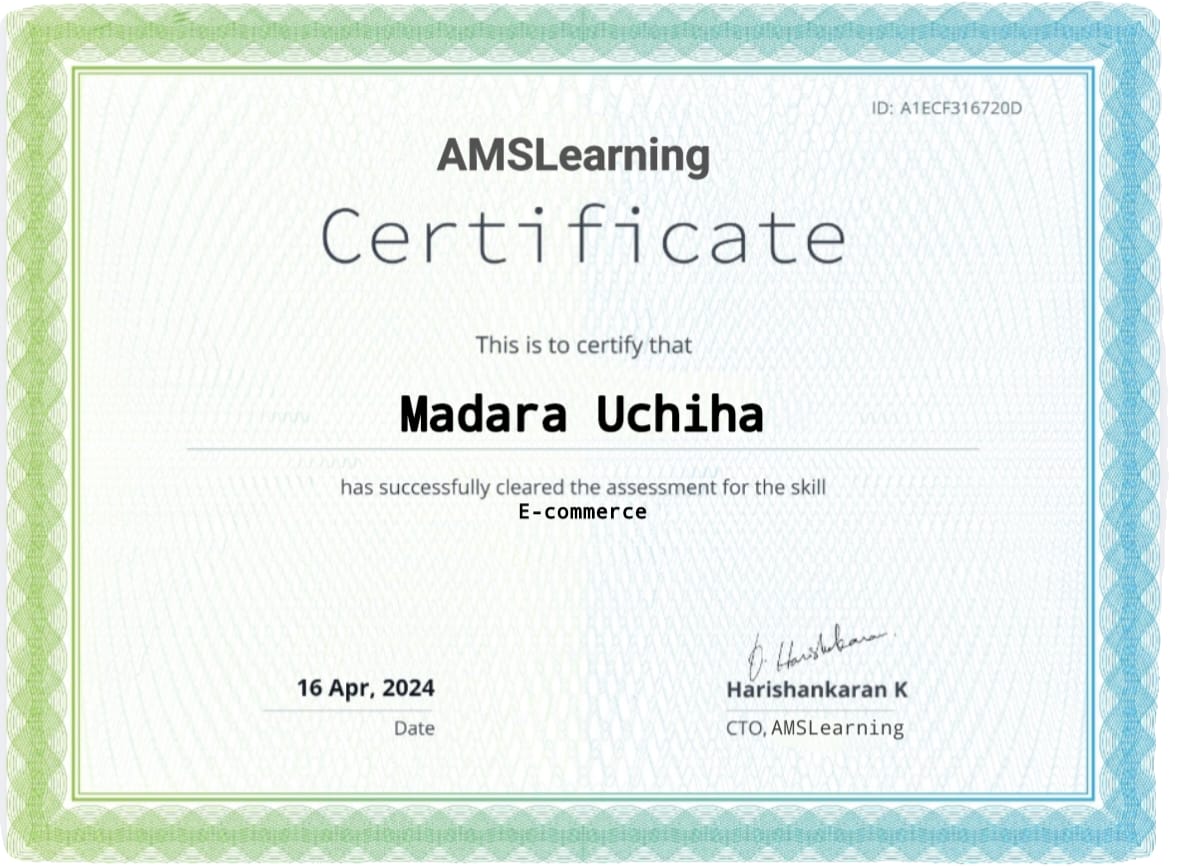 ID: A1ECF316720D
AMSLearning
Certificate
This is to certify that
Madara Uchiha
has successfully cleared the assessment for the skill
E-commerce
16 Apr, 2024
Harishankaran K
Date
CTO, AMSLearning